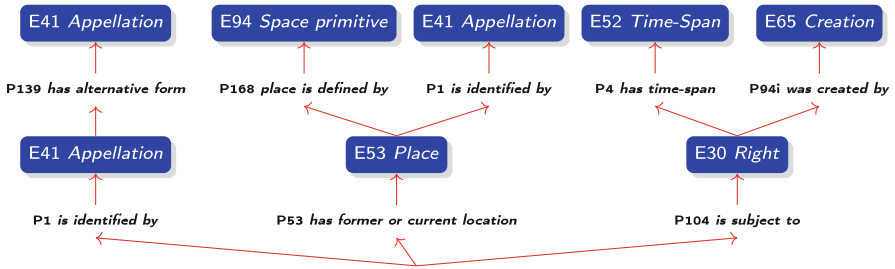 E41 Appellation E94 Space primitive E41 Appellation E52 Time-Span E65 Creation
P139 has alternative form P168 place is defined by P1 is identified by P4 has time-span P94i was created by
E41 Appellation E53 Place E30 Right
P1 is identified by P53 has former or current location P104 is subject to